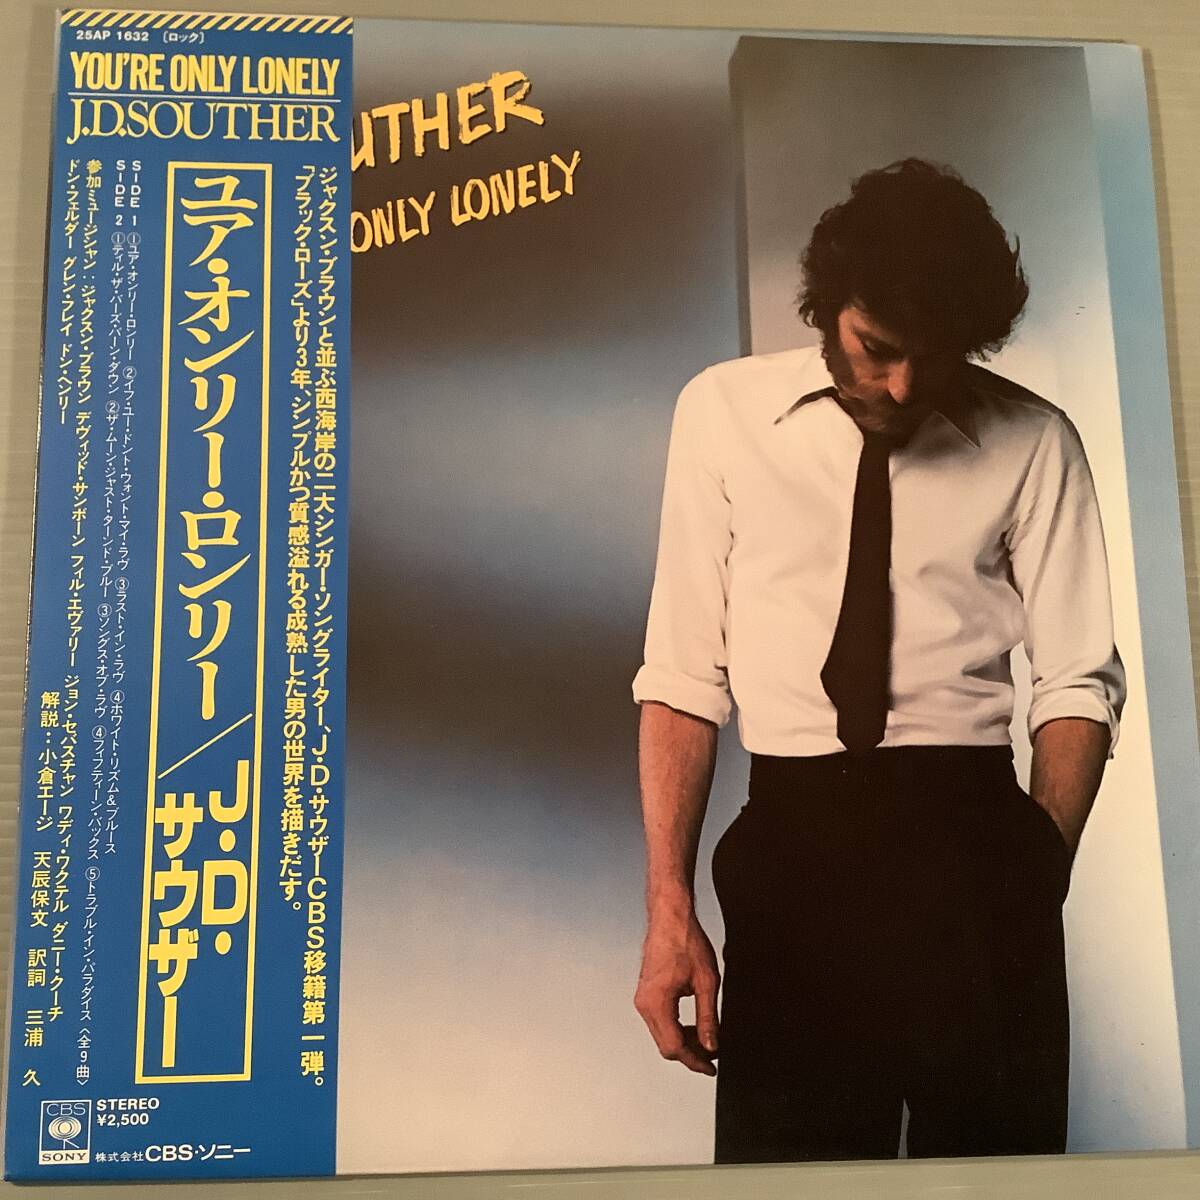 25AP 1632 〔ロック〕
YOU'RE ONLY LONELY
J.D.SOUTHER
ジャクスン・ブラウンと並ぶ西海岸の二大シンガー・ソングライター、J・D・サウザーCBS移籍第一弾。
「ブラック・ローズ」より3年、シンプルかつ質感溢れる成熟した男の世界を描きだす。
ユア・オンリー・ロンリー/J・D・サウザー
SIDE 1 ①ユア・オンリー・ロンリー ②イフ・ユー・ドント・ウォント・マイ・ラヴ ③ラスト・イン・ラヴ ④ホワイト・リズム&ブルース
SIDE 2 ①ティル・ザ・バーズ・バーン・ダウン ②ザ・ムーン・ジャスト・ターンド・ブルー ③ソングス・オブ・ラヴ ④フィフティーン・バックス ⑤トラブル・イン・パラダイス〈全9曲〉
参加ミュージシャン:ジャクスン・ブラウン デヴィッド・サンボーン フィル・エヴァリー ジョン・セバスチャン ワディ・ワクテル ダニー・クーチ
ドン・フェルダー グレン・フレイ ドン・ヘンリー
解説:小倉エージ 天辰保文 訳詞 三浦 久
CBS
SONY
STEREO
¥2,500
株式会社CBS・ソニー
UTHER
ONLY LONELY